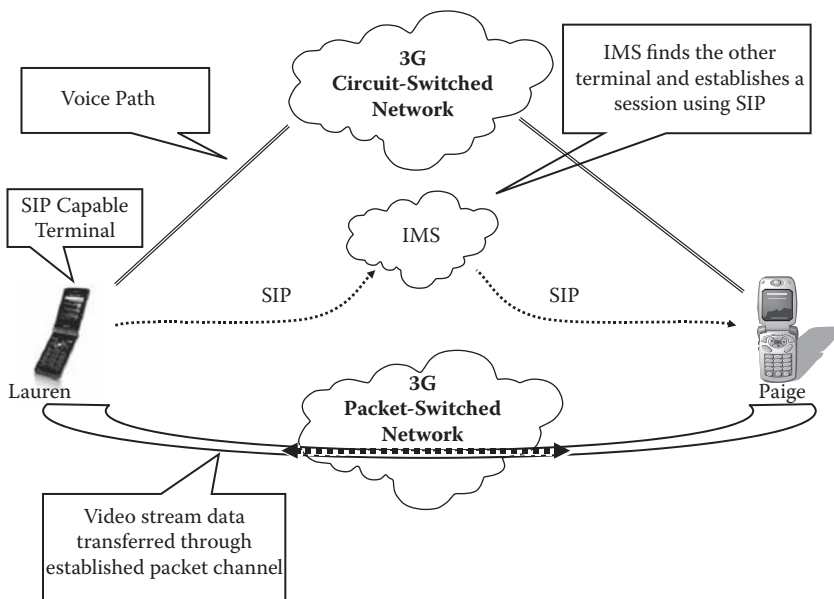 3G
Circuit-Switched
Network
IMS finds the other
terminal and establishes a
session using SIP
Voice Path
SIP Capable
Terminal
IMS
SIP
SIP
Lauren
Paige
3G
Packet-Switched
Network
Video stream data
transferred through
established packet channel